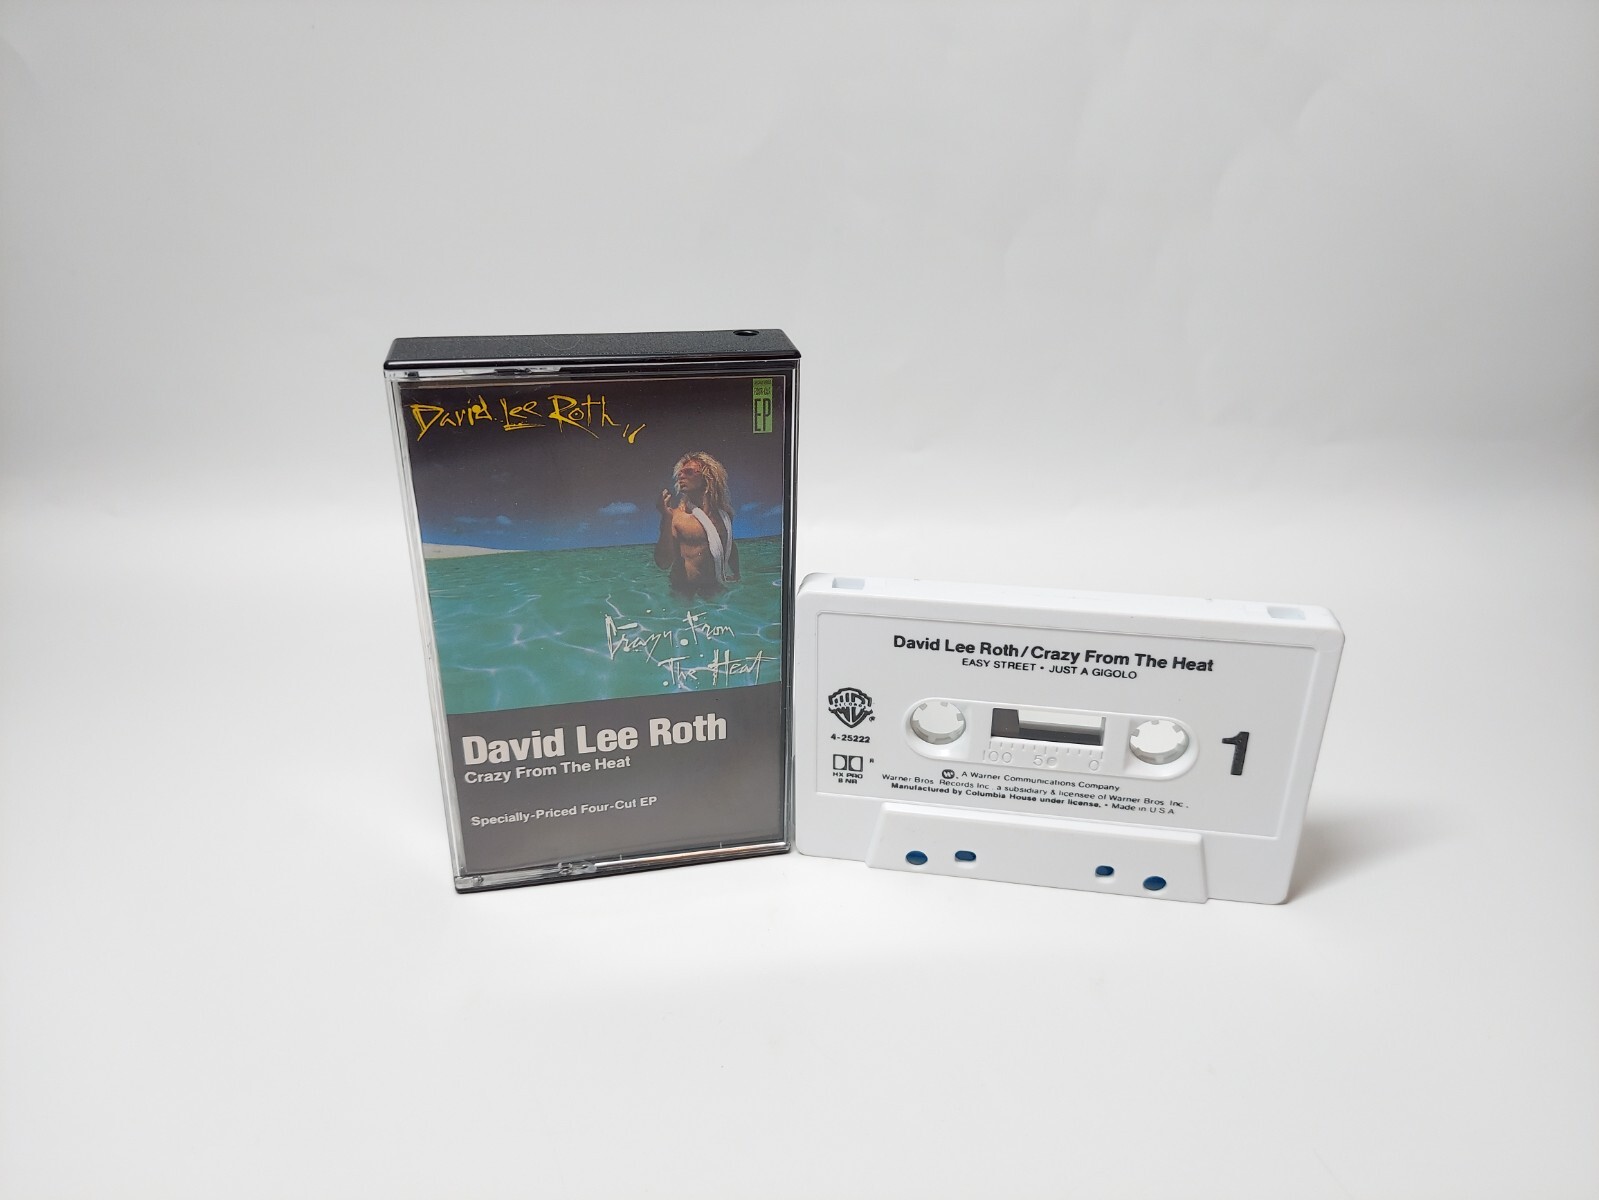 David Lee Roth
EP
Crazy From
The Heat
David Lee Roth
Crazy From The Heat
Specially-Priced Four-Cut EP
David Lee Roth/Crazy From The Heat
EASY STREET • JUST A GIGOLO
RECORDS
®
4-25222
1
100 50 0
HX PRO
B NR
A Warner Communications Company
Warner Bros. Records Inc., a subsidiary & licensee of Warner Bros. Inc.,
Manufactured by Columbia House under license. • Made in U.S.A.